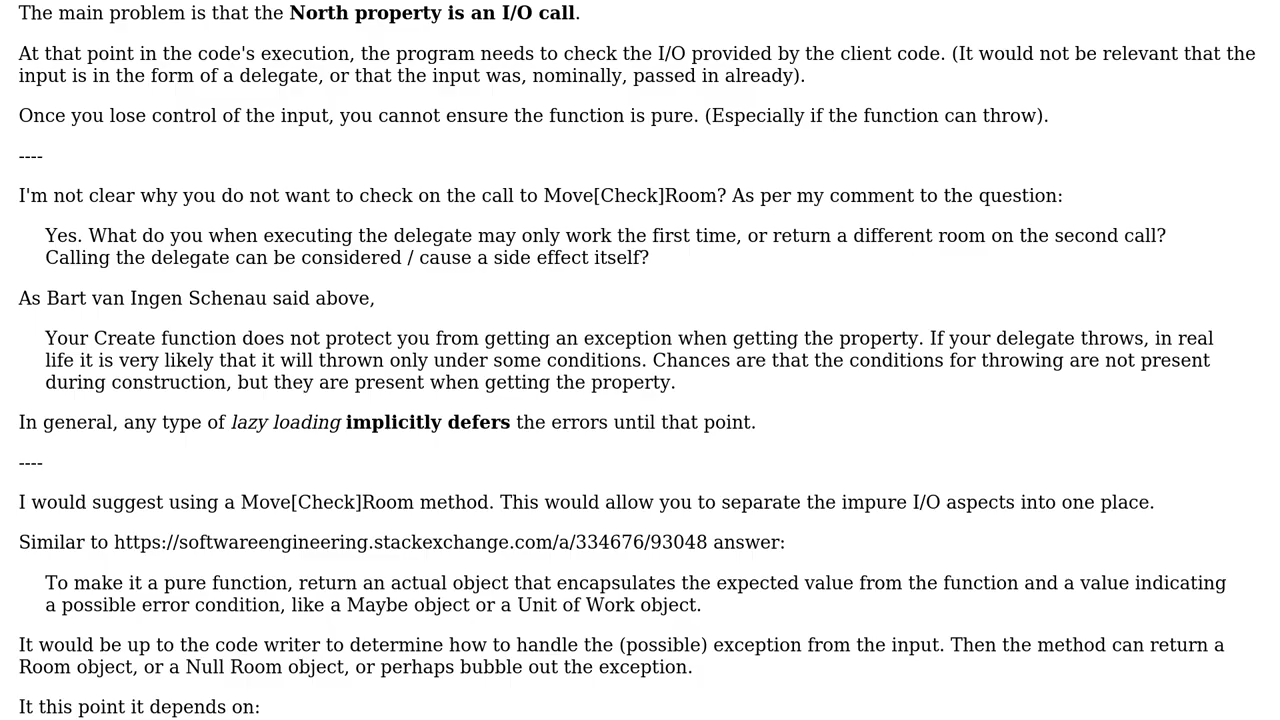 The main problem is that the North property is an I/O call.
At that point in the code's execution, the program needs to check the I/O provided by the client code. (It would not be relevant that the
input is in the form of a delegate, or that the input was, nominally, passed in already).
Once you lose control of the input, you cannot ensure the function is pure. (Especially if the function can throw).
----
I'm not clear why you do not want to check on the call to Move[Check]Room? As per my comment to the question:
Yes. What do you when executing the delegate may only work the first time, or return a different room on the second call?
Calling the delegate can be considered / cause a side effect itself?
As Bart van Ingen Schenau said above,
Your Create function does not protect you from getting an exception when getting the property. If your delegate throws, in real
life it is very likely that it will thrown only under some conditions. Chances are that the conditions for throwing are not present
during construction, but they are present when getting the property.
In general, any type of lazy loading implicitly defers the errors until that point.
----
I would suggest using a Move[Check]Room method. This would allow you to separate the impure I/O aspects into one place.
Similar to https://softwareengineering.stackexchange.com/a/334676/93048 answer:
To make it a pure function, return an actual object that encapsulates the expected value from the function and a value indicating
a possible error condition, like a Maybe object or a Unit of Work object.
It would be up to the code writer to determine how to handle the (possible) exception from the input. Then the method can return a
Room object, or a Null Room object, or perhaps bubble out the exception.
It this point it depends on: